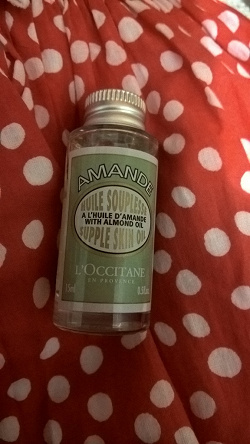 AMANDE
HUILE SOUPLESSE
A L'HUILE D'AMANDE
WITH ALMOND OIL
SUPPLE SKIN OIL
L'OCCITANE
EN PROVENCE